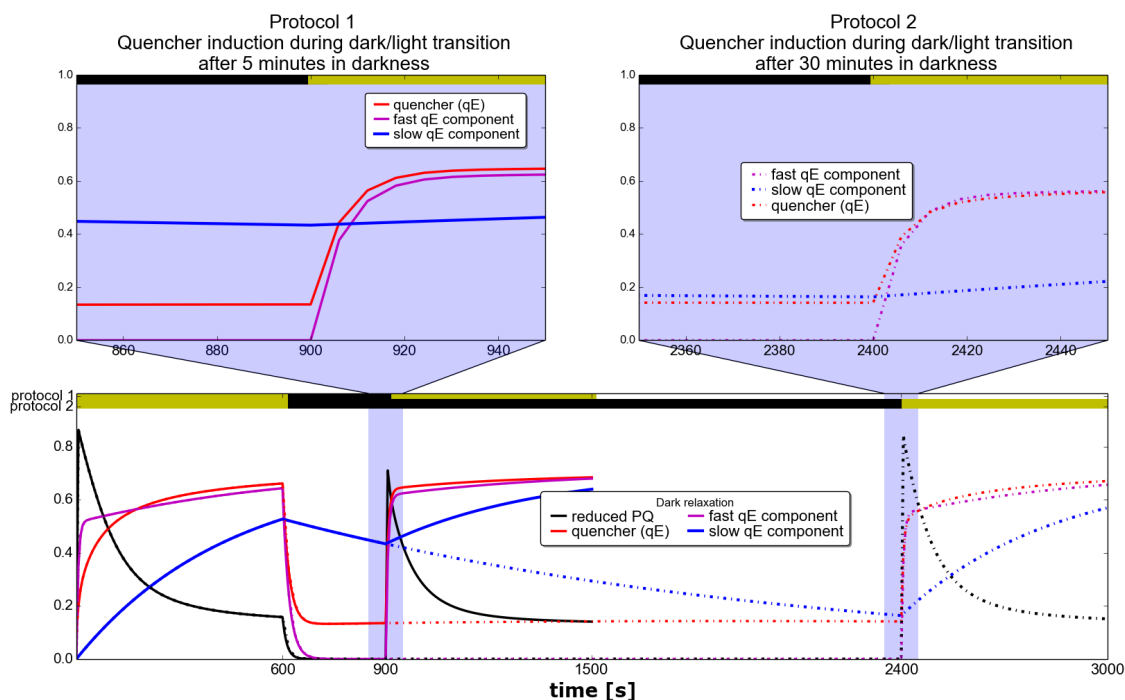 Protocol 1
Quencher induction during dark/light transition
after 5 minutes in darkness
Protocol 2
Quencher induction during dark/light transition
after 30 minutes in darkness
1.0
0.8
0.6
0.4
0.2
0.0
860
880
900
920
940
quencher (qE)
fast qE component
slow qE component
1.0
0.8
0.6
0.4
0.2
0.0
2360
2380
2400
2420
2440
fast qE component
slow qE component
quencher (qE)
protocol 1
protocol 2
0.8
0.6
0.4
0.2
0.0
Dark relaxation
reduced PQ
quencher (qE)
fast qE component
slow qE component
600
900
1500
2400
3000
time [s]